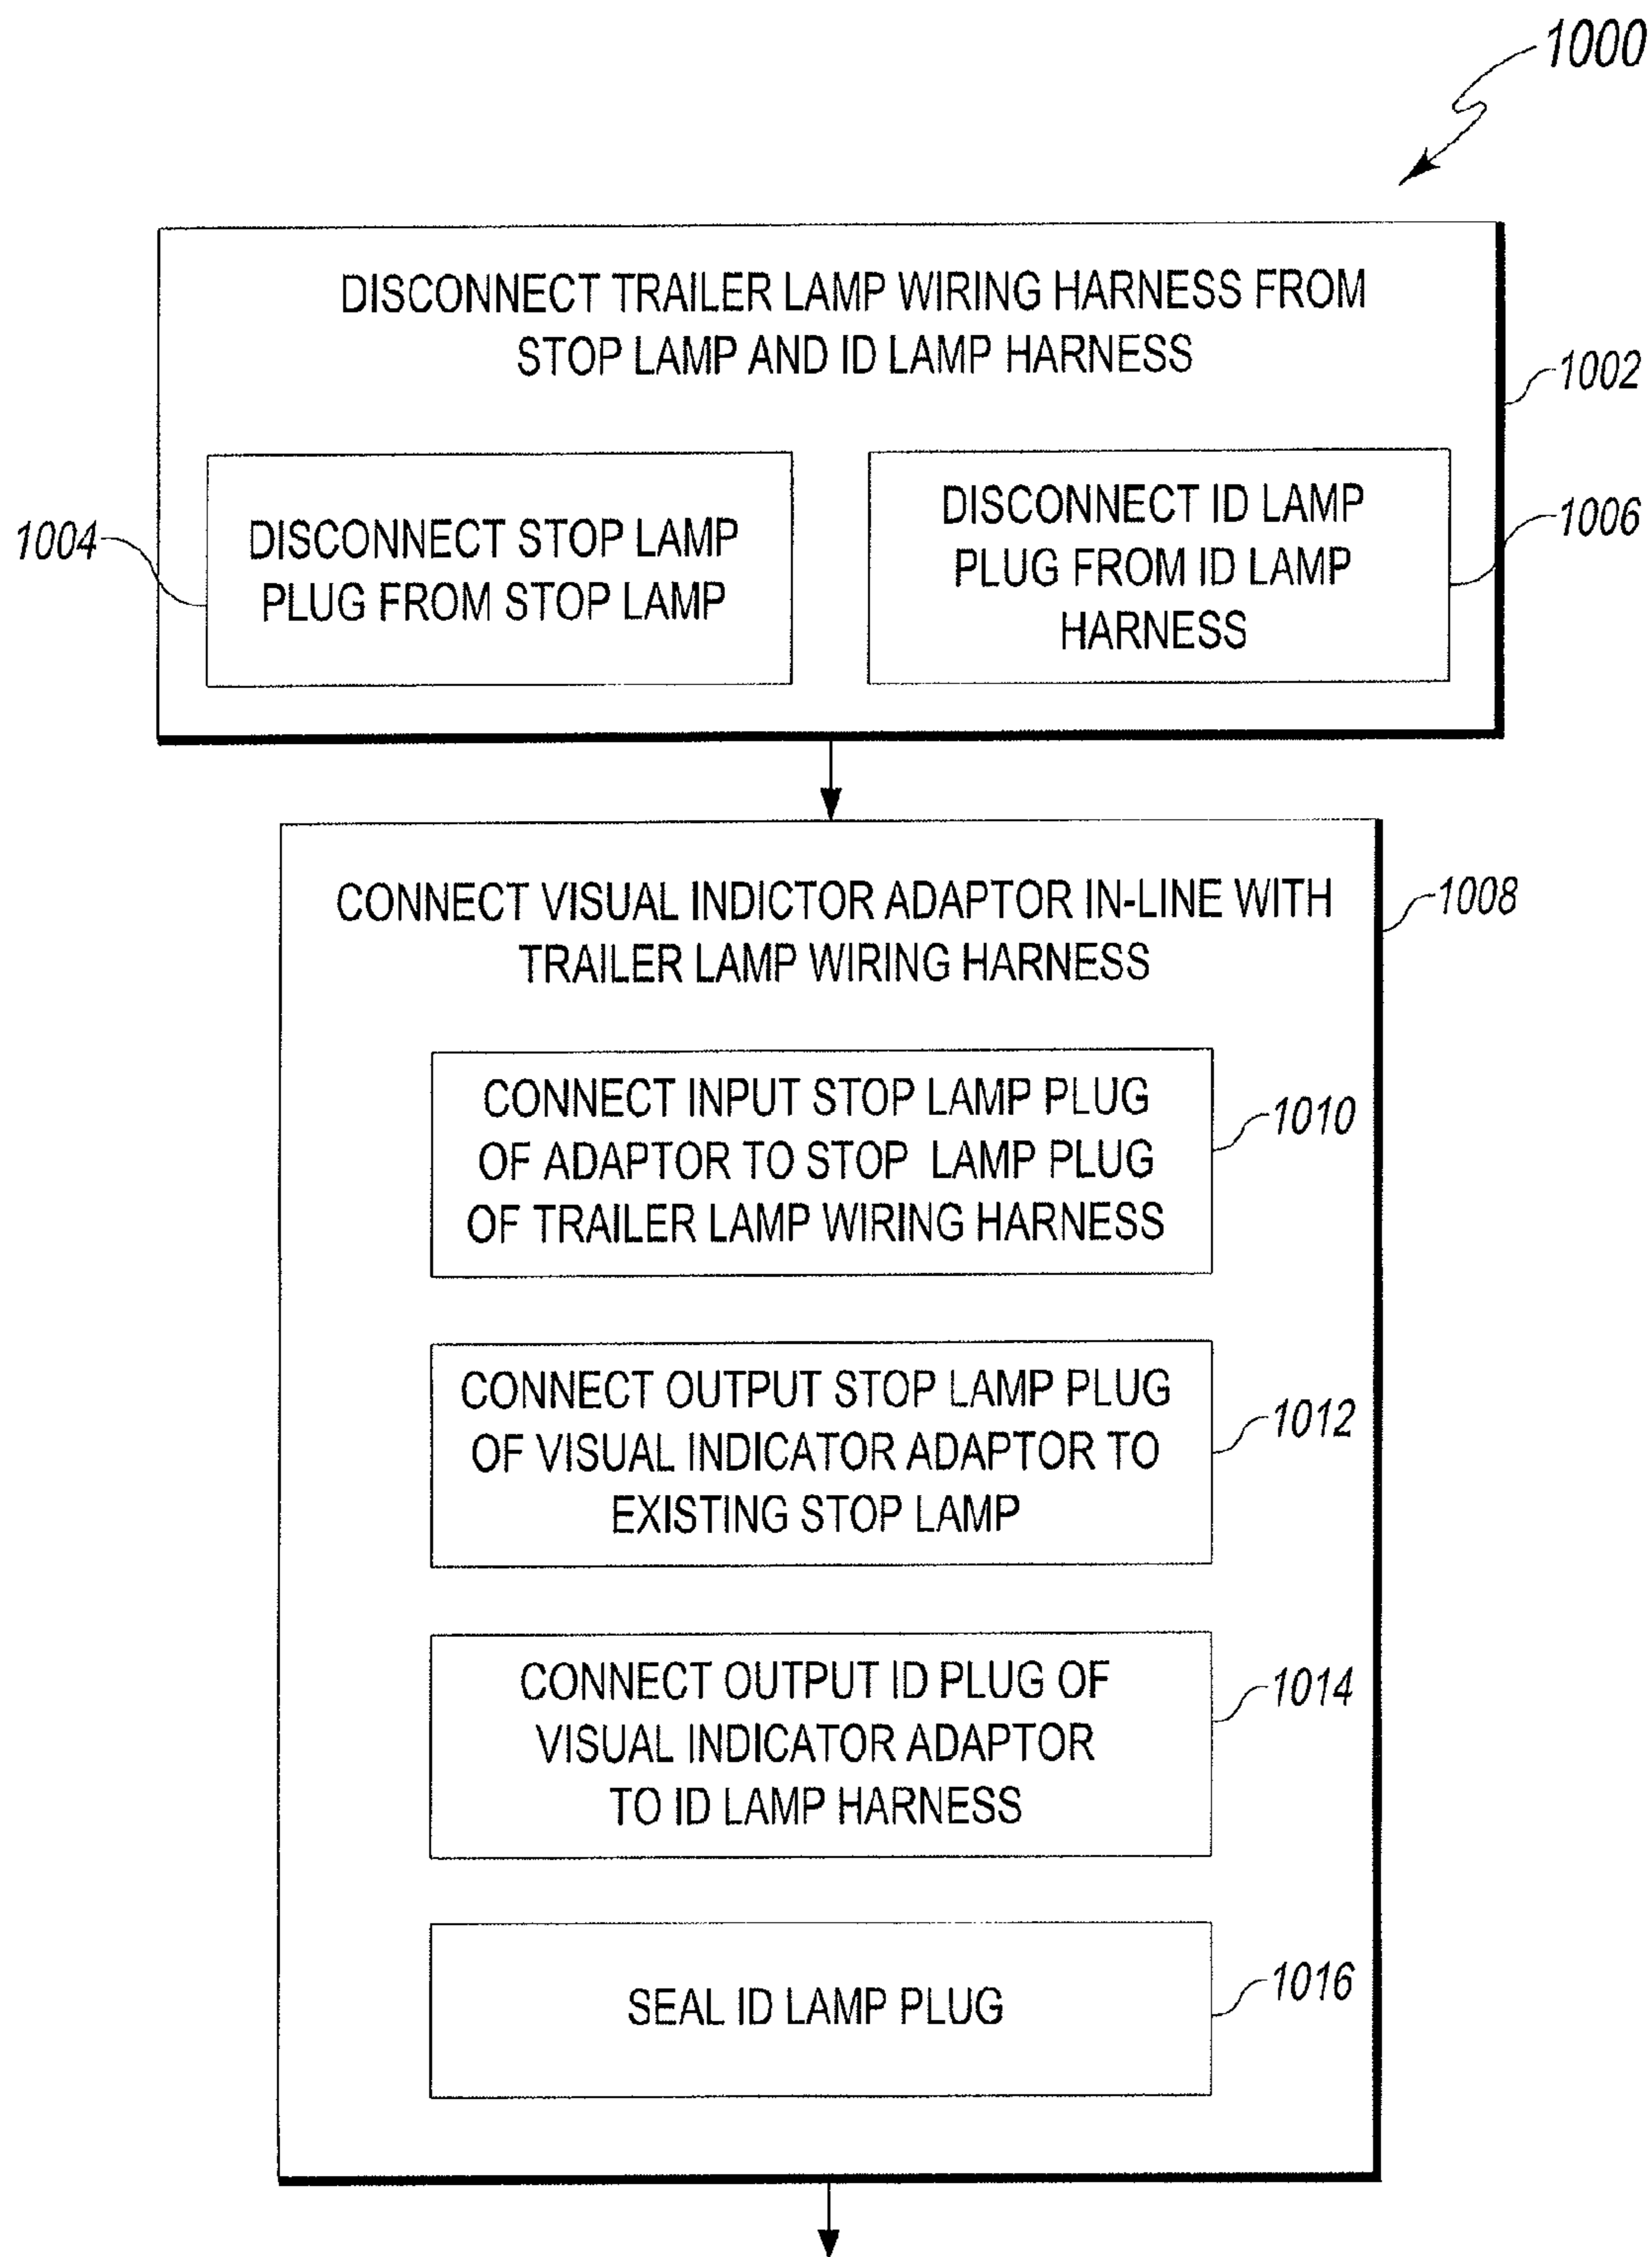 1000
DISCONNECT TRAILER LAMP WIRING HARNESS FROM
STOP LAMP AND ID LAMP HARNESS
1002
1004
DISCONNECT STOP LAMP
PLUG FROM STOP LAMP
DISCONNECT ID LAMP
PLUG FROM ID LAMP
HARNESS
1006
CONNECT VISUAL INDICTOR ADAPTOR IN-LINE WITH
TRAILER LAMP WIRING HARNESS
1008
CONNECT INPUT STOP LAMP PLUG
OF ADAPTOR TO STOP LAMP PLUG
OF TRAILER LAMP WIRING HARNESS
1010
CONNECT OUTPUT STOP LAMP PLUG
OF VISUAL INDICATOR ADAPTOR TO
EXISTING STOP LAMP
1012
CONNECT OUTPUT ID PLUG OF
VISUAL INDICATOR ADAPTOR
TO ID LAMP HARNESS
1014
SEAL ID LAMP PLUG
1016